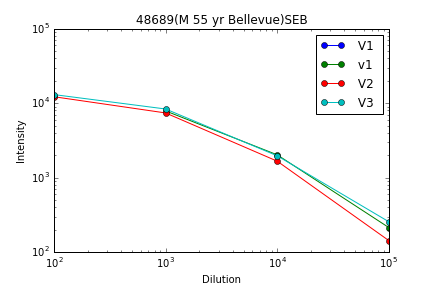 48689(M 55 yr Bellevue)SEB
10^5
10^4
10^3
10^2
Intensity
V1
v1
V2
V3
10^2 10^3 10^4 10^5
Dilution